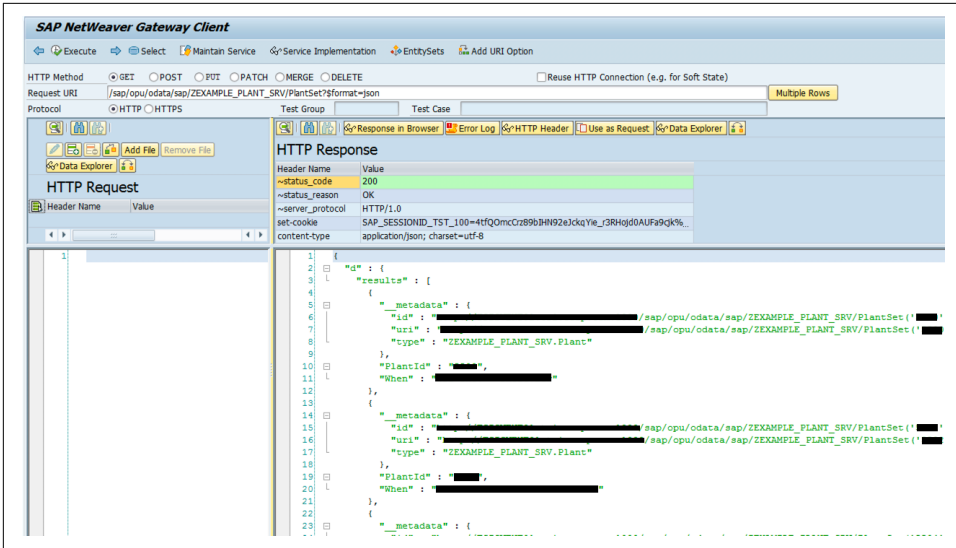 SAP NetWeaver Gateway Client
Execute Select Maintain Service Service Implementation EntitySets Add URI Option
HTTP Method GET POST PUT PATCH MERGE DELETE Reuse HTTP Connection (e.g. for Soft State)
Request URI /sap/opu/odata/sap/ZEXAMPLE_PLANT_SRV/PlantSet?$format=json Multiple Rows
Protocol HTTP HTTPS Test Group Test Case
Response in Browser Error Log HTTP Header Use as Request Data Explorer
Add File Remove File
Data Explorer
HTTP Request
Header Name Value
HTTP Response
Header Name Value
~status_code 200
~status_reason OK
~server_protocol HTTP/1.0
set-cookie
content-type application/json; charset=utf-8
1
1 {
2 "d" : {
3 "results" : [
4 {
5 "__metadata" : {
6 "id" : " /sap/opu/odata/sap/ZEXAMPLE_PLANT_SRV/PlantSet(' '
7 "uri" : " /sap/opu/odata/sap/ZEXAMPLE_PLANT_SRV/PlantSet('
8 "type" : "ZEXAMPLE_PLANT_SRV.Plant"
9 },
10 "PlantId" : " ",
11 "When" : " "
12 },
13 {
14 "__metadata" : {
15 "id" : " /sap/opu/odata/sap/ZEXAMPLE_PLANT_SRV/PlantSet(' '
16 "uri" : " /sap/opu/odata/sap/ZEXAMPLE_PLANT_SRV/PlantSet('
17 "type" : "ZEXAMPLE_PLANT_SRV.Plant"
18 },
19 "PlantId" : " ",
20 "When" : " "
21 },
22 {
23 "__metadata" : {